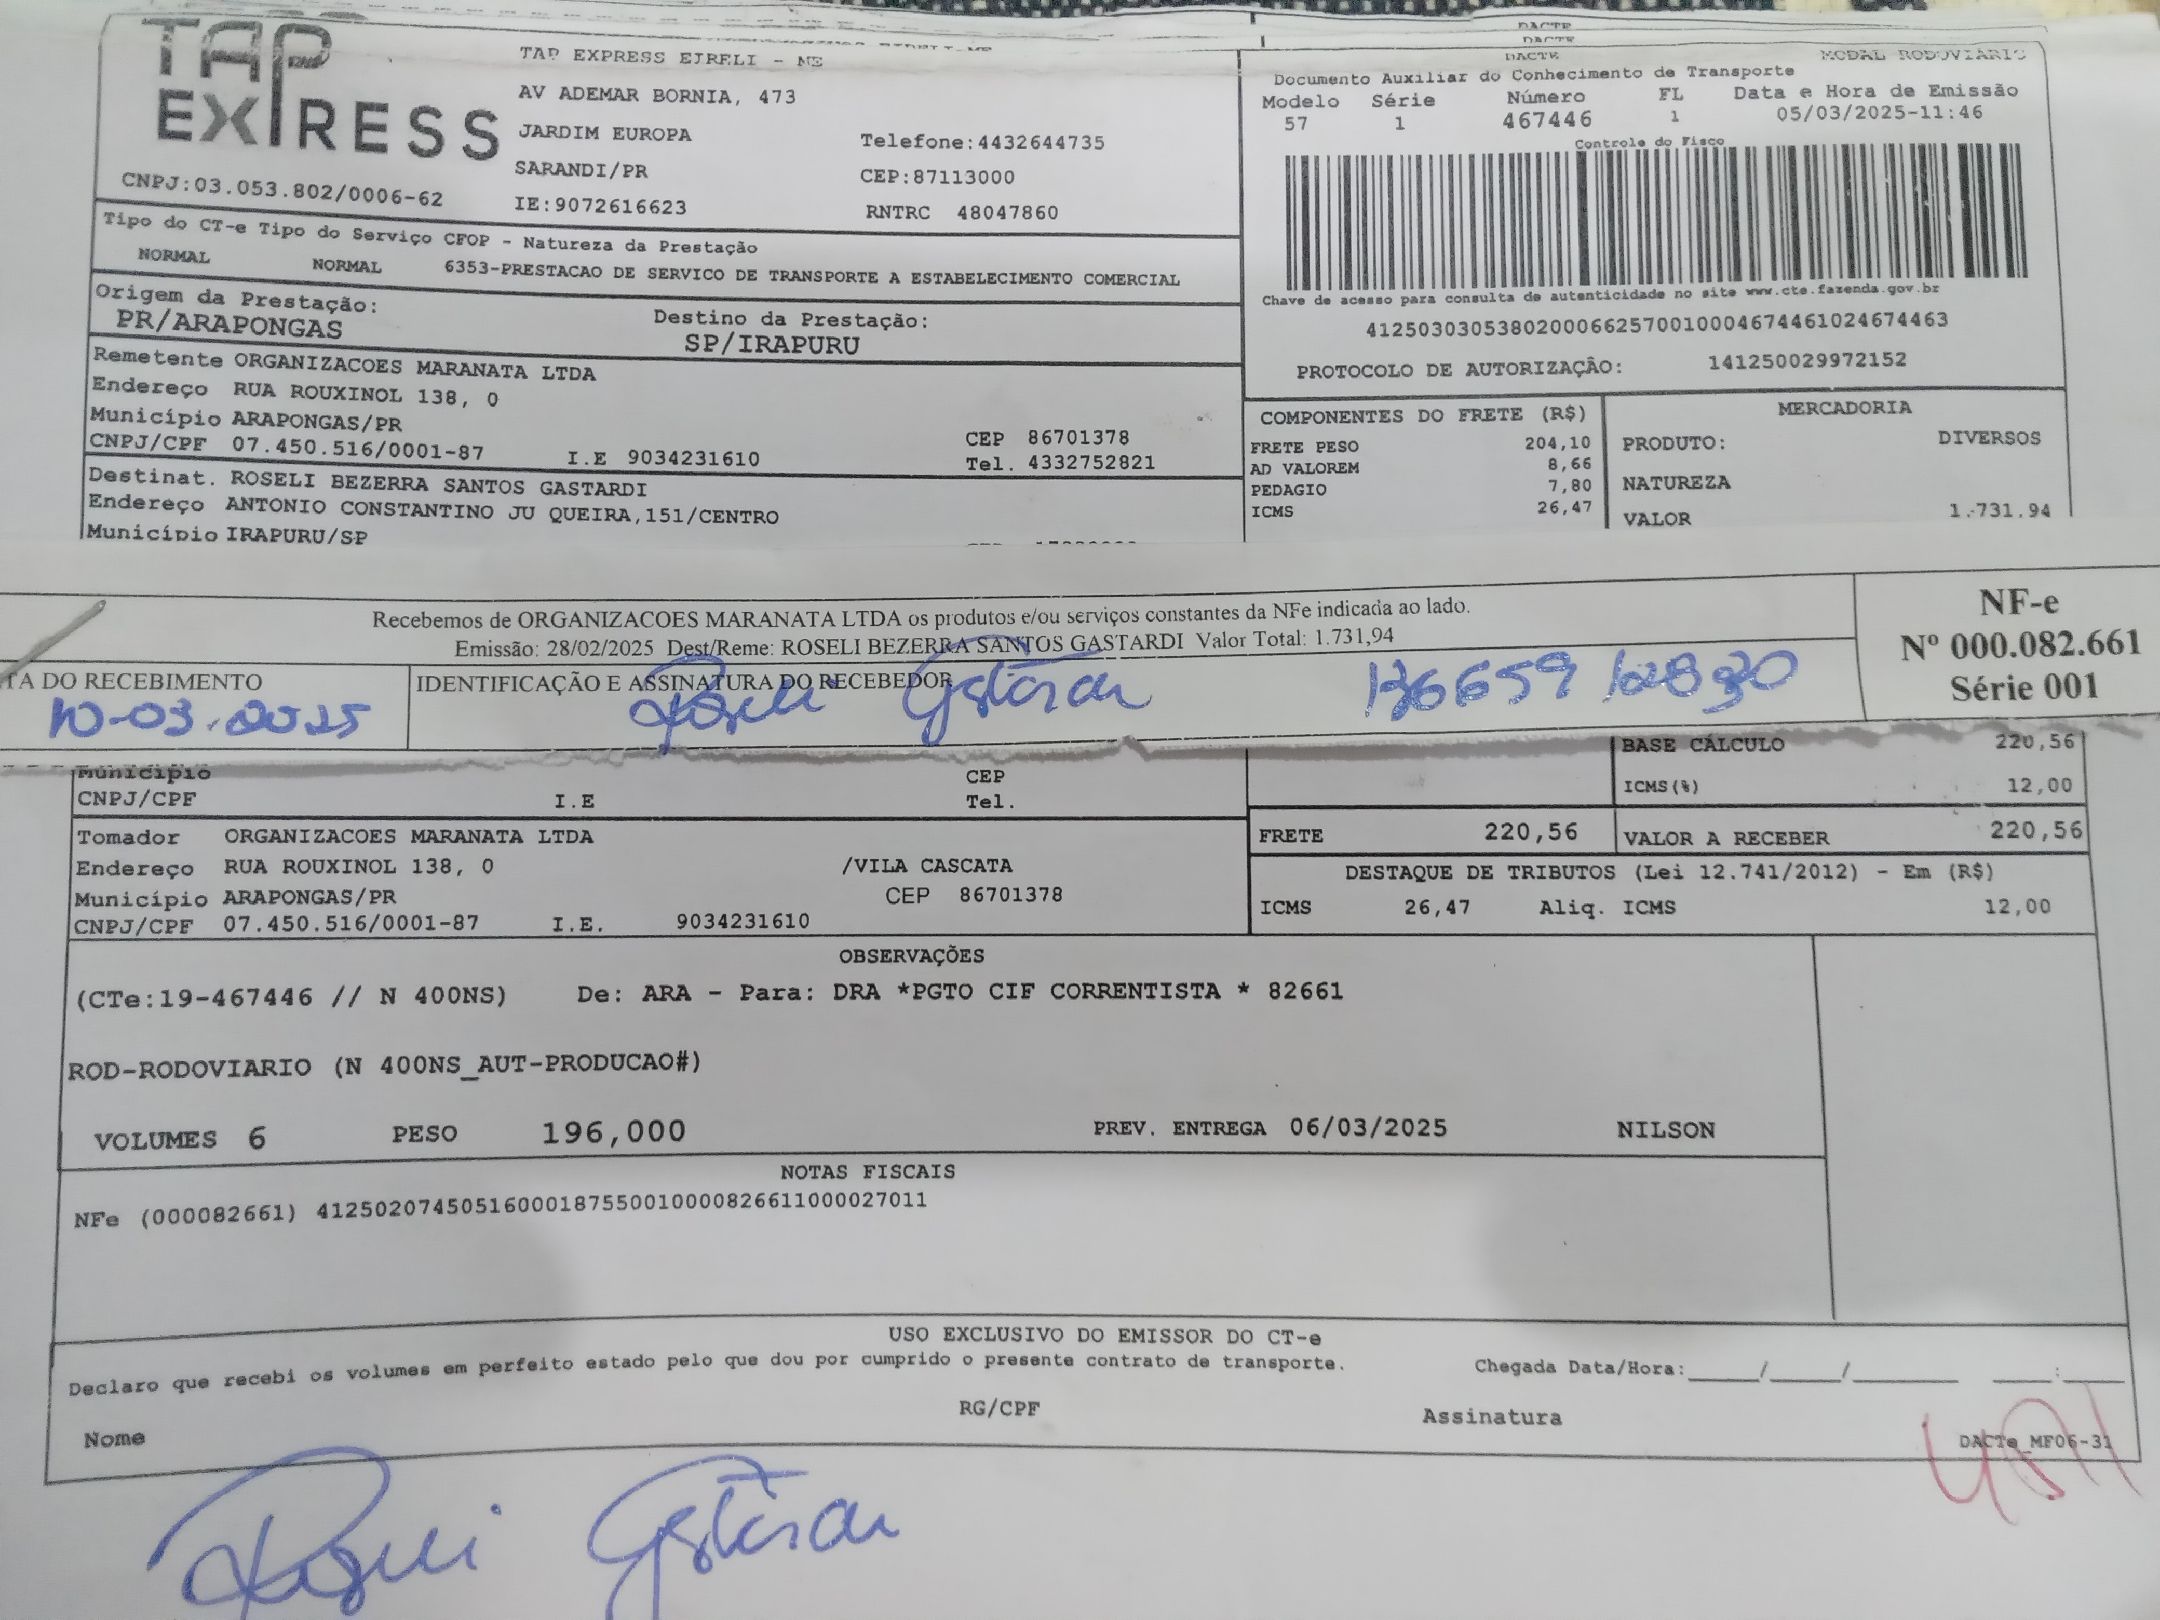 DACTE
DACTE
TAP EXPRESS
TAP EXPRESS EIRELI - ME
AV ADEMAR BORNIA, 473
JARDIM EUROPA
Telefone:4432644735
SARANDI/PR
CEP:87113000
CNPJ:03.053.802/0006-62
IE:9072616623
RNTRC 48047860
DACTE
MODAL RODOVIARIO
Documento Auxiliar do Conhecimento de Transporte
Modelo Série Número FL Data e Hora de Emissão
57 1 467446 1 05/03/2025-11:46
Controle do Fisco
Chave de acesso para consulta de autenticidade no site www.cte.fazenda.gov.br
41250303053802000662570010004674461024674463
PROTOCOLO DE AUTORIZAÇÃO: 141250029972152
Tipo do CT-e Tipo do Serviço CFOP - Natureza da Prestação
NORMAL NORMAL 6353-PRESTACAO DE SERVICO DE TRANSPORTE A ESTABELECIMENTO COMERCIAL
Origem da Prestação: Destino da Prestação:
PR/ARAPONGAS SP/IRAPURU
Remetente ORGANIZACOES MARANATA LTDA
Endereço RUA ROUXINOL 138, 0
Município ARAPONGAS/PR CEP 86701378
CNPJ/CPF 07.450.516/0001-87 I.E 9034231610 Tel. 4332752821
Destinat. ROSELI BEZERRA SANTOS GASTARDI
Endereço ANTONIO CONSTANTINO JU QUEIRA,151/CENTRO
Município IRAPURU/SP
COMPONENTES DO FRETE (R$)
FRETE PESO 204,10
AD VALOREM 8,66
PEDAGIO 7,80
ICMS 26,47
MERCADORIA
PRODUTO: DIVERSOS
NATUREZA
VALOR 1.731.94
Recebemos de ORGANIZACOES MARANATA LTDA os produtos e/ou serviços constantes da NFe indicada ao lado.
Emissão: 28/02/2025 Dest/Reme: ROSELI BEZERRA SANTOS GASTARDI Valor Total: 1.731,94
NF-e
Nº 000.082.661
Série 001
TA DO RECEBIMENTO
10-03.2025
IDENTIFICAÇÃO E ASSINATURA DO RECEBEDOR
Município CEP
CNPJ/CPF I.E Tel.
BASE CÁLCULO 220,56
ICMS(%) 12,00
Tomador ORGANIZACOES MARANATA LTDA
Endereço RUA ROUXINOL 138, 0 /VILA CASCATA
Município ARAPONGAS/PR CEP 86701378
CNPJ/CPF 07.450.516/0001-87 I.E. 9034231610
FRETE 220,56 VALOR A RECEBER 220,56
DESTAQUE DE TRIBUTOS (Lei 12.741/2012) - Em (R$)
ICMS 26,47 Aliq. ICMS 12,00
OBSERVAÇÕES
(CTe:19-467446 // N 400NS) De: ARA - Para: DRA *PGTO CIF CORRENTISTA * 82661
ROD-RODOVIARIO (N 400NS_AUT-PRODUCAO#)
VOLUMES 6 PESO 196,000 PREV. ENTREGA 06/03/2025 NILSON
NOTAS FISCAIS
NFe (000082661) 41250207450516000187550010000826611000027011
USO EXCLUSIVO DO EMISSOR DO CT-e
Declaro que recebi os volumes em perfeito estado pelo que dou por cumprido o presente contrato de transporte. Chegada Data/Hora:____/____/______ ____:____
Nome RG/CPF Assinatura
DACTe_MF06-31